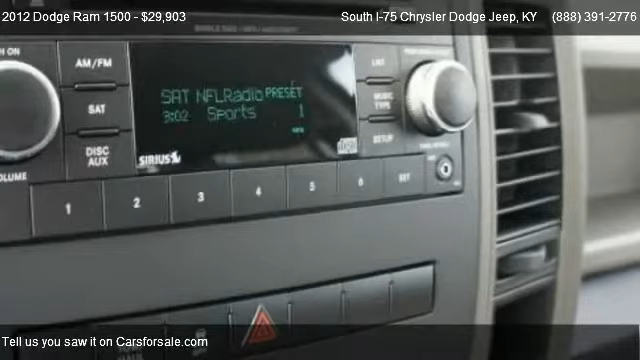 2012 Dodge Ram 1500 - $29,903
South I-75 Chrysler Dodge Jeep, KY (888) 391-2776
AM/FM
SAT
DISC AUX
SAT NFLRadio PRESET
3:02 Sports 1
SIRIUS
MUSIC TYPE
SETUP
1 2 3 4 5 6 SET
Tell us you saw it on Carsforsale.com